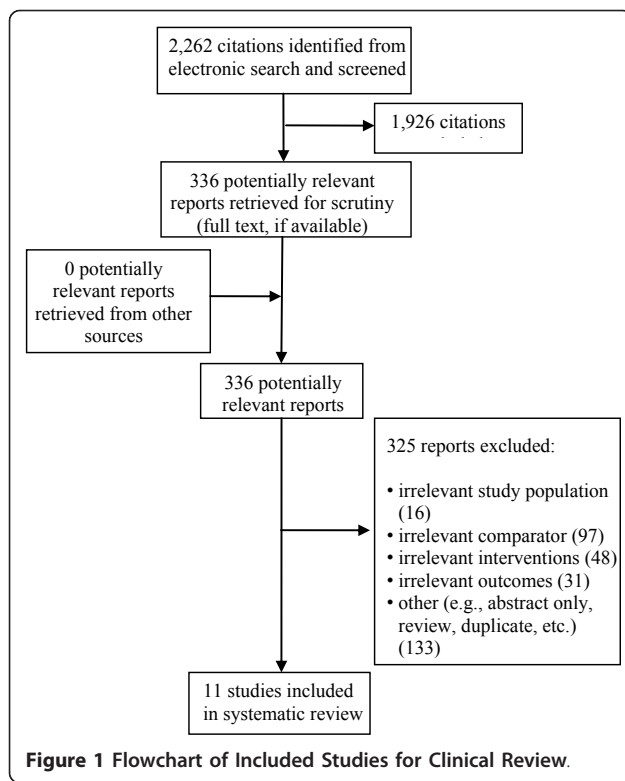 2,262 citations identified from
electronic search and screened
1,926 citations
336 potentially relevant
reports retrieved for scrutiny
(full text, if available)
0 potentially
relevant reports
retrieved from other
sources
336 potentially
relevant reports
325 reports excluded:
• irrelevant study population
(16)
• irrelevant comparator (97)
• irrelevant interventions (48)
• irrelevant outcomes (31)
• other (e.g., abstract only,
review, duplicate, etc.)
(133)
11 studies included
in systematic review
Figure 1 Flowchart of Included Studies for Clinical Review.